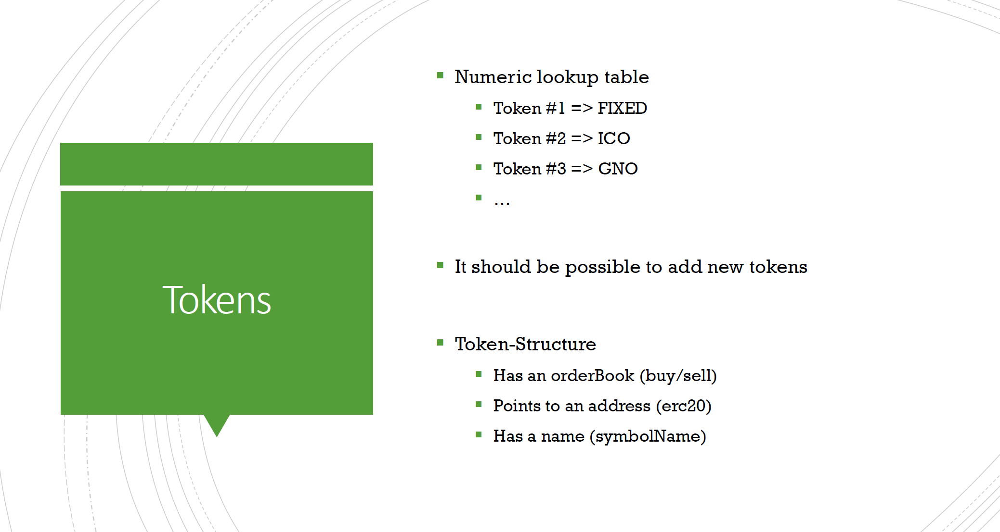 Tokens
Numeric lookup table
Token #1 => FIXED
Token #2 => ICO
Token #3 => GNO
...
It should be possible to add new tokens
Token-Structure
Has an orderBook (buy/sell)
Points to an address (erc20)
Has a name (symbolName)